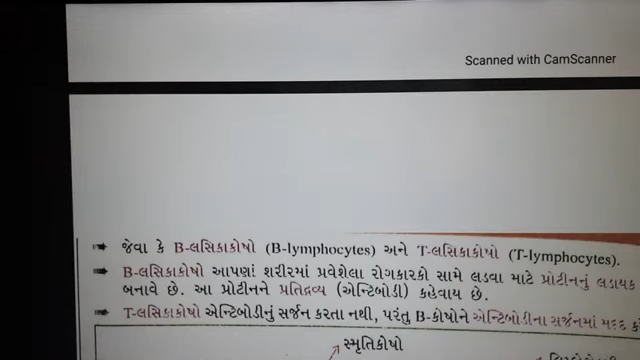 Scanned with CamScanner
જેવા કે B-લસિકાકોષો (B-lymphocytes) અને T-લસિકાકોષો (T-lymphocytes).
B-લસિકાકોષો આપણાં શરીરમાં પ્રવેશેલા રોગકારકો સામે લડવા માટે પ્રોટીનનું લડાયક
બનાવે છે. આ પ્રોટીનને પ્રતિદ્રવ્ય (એન્ટિબોડી) કહેવાય છે.
T-લસિકાકોષો એન્ટિબોડીનું સર્જન કરતા નથી, પરંતુ B-કોષોને એન્ટિબોડીના સર્જનમાં મદદ
સ્મૃતિકોષો